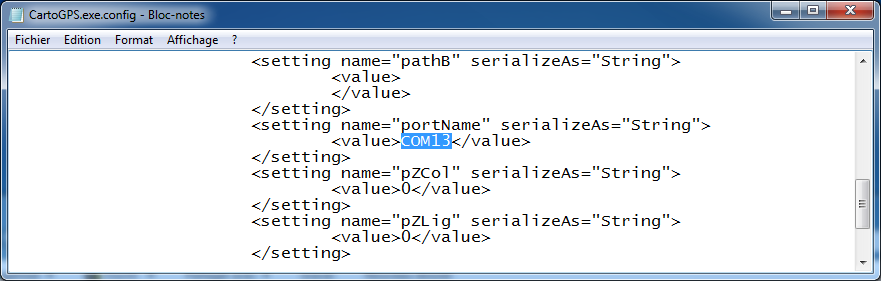 CartoGPS.exe.config - Bloc-notes
Fichier Edition Format Affichage ?
<setting name="pathB" serializeAs="String">
<value>
</value>
</setting>
<setting name="portName" serializeAs="String">
<value>COM13</value>
</setting>
<setting name="pZCol" serializeAs="String">
<value>0</value>
</setting>
<setting name="pZLig" serializeAs="String">
<value>0</value>
</setting>